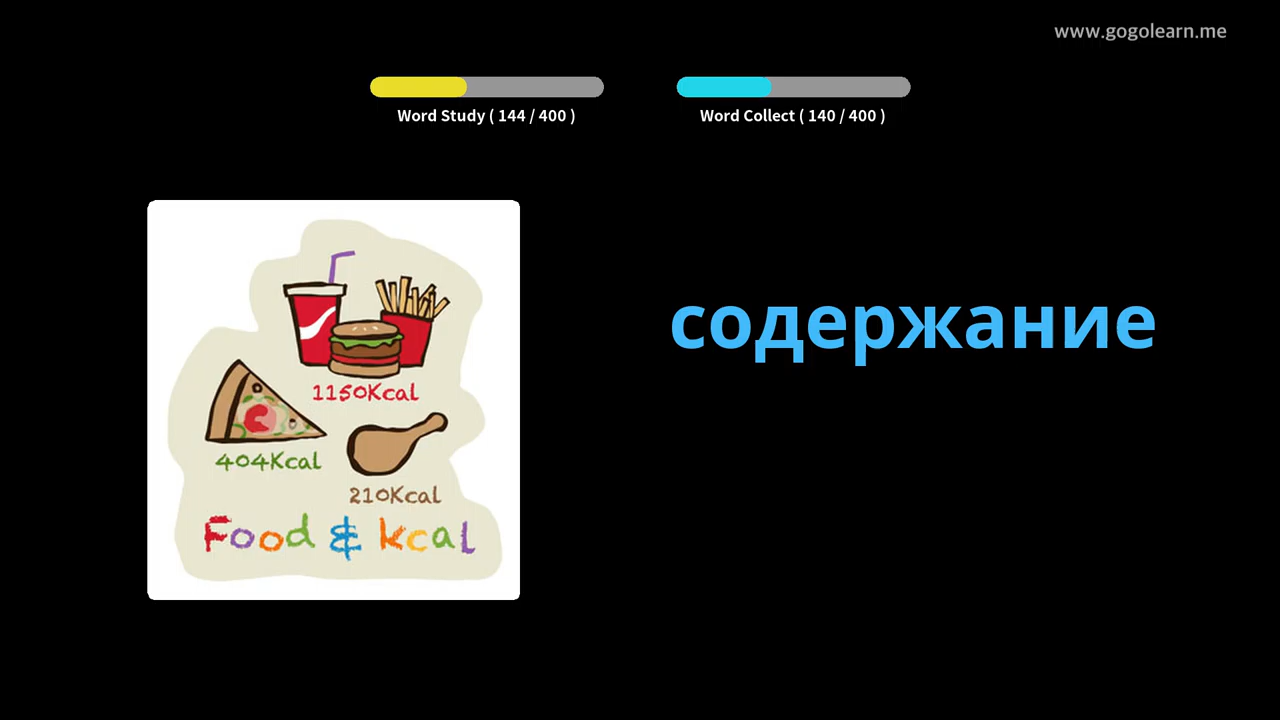 www.gogolearn.me
Word Study ( 144 / 400 )
Word Collect ( 140 / 400 )
содержание
1150Kcal
404Kcal
210Kcal
Food & kcal